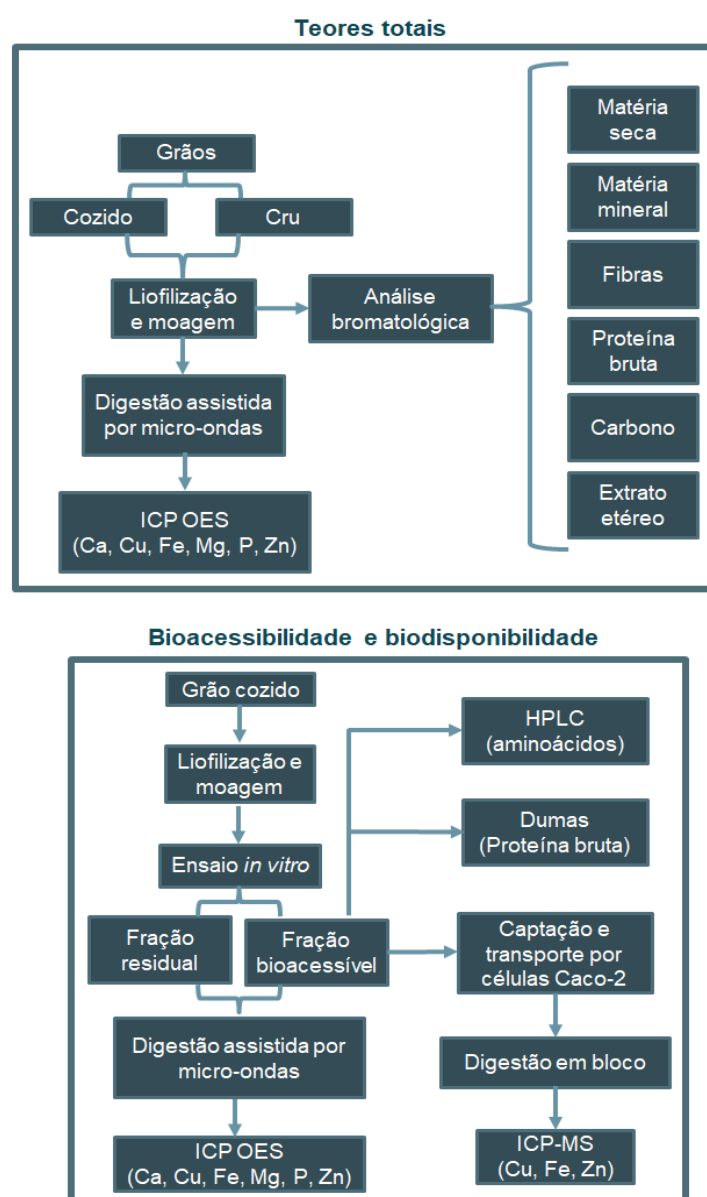 Teores totais
Grãos
Cozido
Cru
Liofilização
e moagem
Análise
bromatológica
Matéria
seca
Matéria
mineral
Fibras
Proteína
bruta
Carbono
Extrato
etéreo
Digestão assistida
por micro-ondas
ICP OES
(Ca, Cu, Fe, Mg, P, Zn)
Bioacessibilidade e biodisponibilidade
Grão cozido
Liofilização e
moagem
Ensaio in vitro
Fração
residual
Fração
bioacessível
HPLC
(aminoácidos)
Dumas
(Proteína bruta)
Captação e
transporte por
células Caco-2
Digestão assistida por
micro-ondas
Digestão em bloco
ICP OES
(Ca, Cu, Fe, Mg, P, Zn)
ICP-MS
(Cu, Fe, Zn)